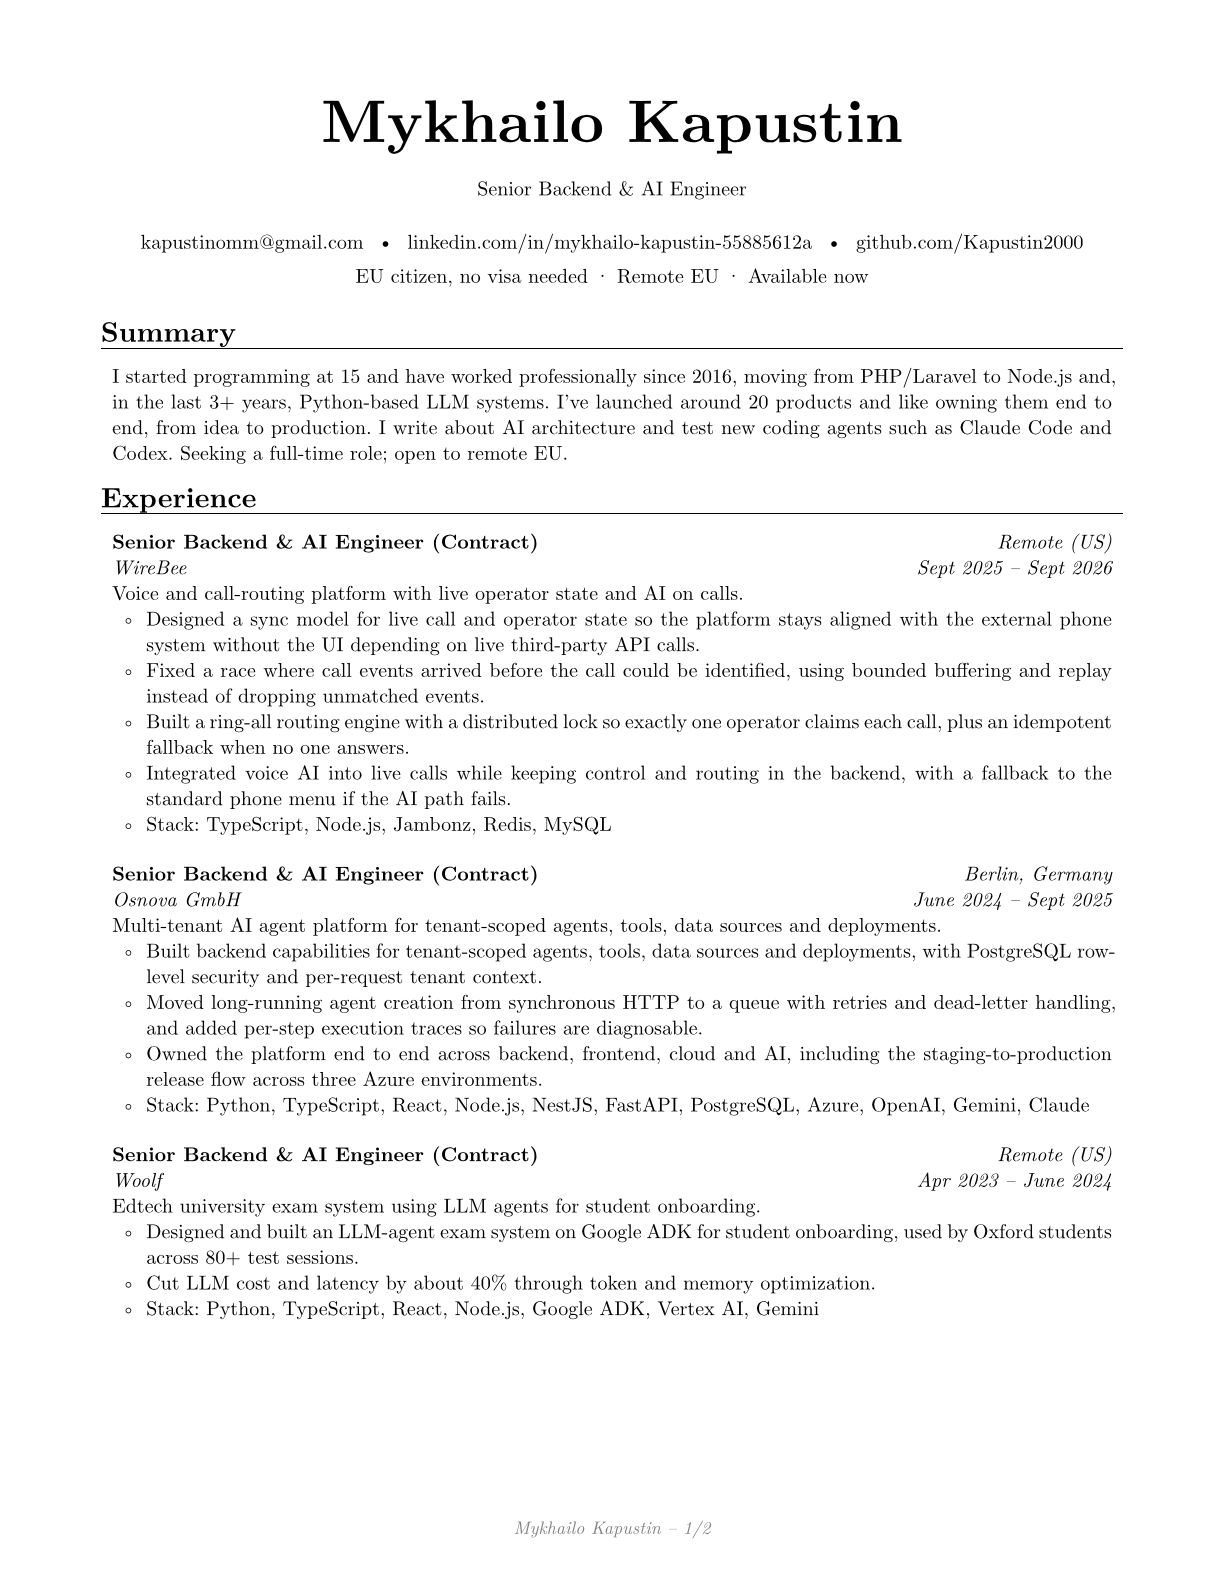 Mykhailo Kapustin
Senior Backend & AI Engineer
kapustinomm@gmail.com • linkedin.com/in/mykhailo-kapustin-55885612a • github.com/Kapustin2000
EU citizen, no visa needed · Remote EU · Available now
Summary
I started programming at 15 and have worked professionally since 2016, moving from PHP/Laravel to Node.js and,
in the last 3+ years, Python-based LLM systems. I've launched around 20 products and like owning them end to
end, from idea to production. I write about AI architecture and test new coding agents such as Claude Code and
Codex. Seeking a full-time role; open to remote EU.
Experience
Senior Backend & AI Engineer (Contract) Remote (US)
WireBee Sept 2025 – Sept 2026
Voice and call-routing platform with live operator state and AI on calls.
◦ Designed a sync model for live call and operator state so the platform stays aligned with the external phone
system without the UI depending on live third-party API calls.
◦ Fixed a race where call events arrived before the call could be identified, using bounded buffering and replay
instead of dropping unmatched events.
◦ Built a ring-all routing engine with a distributed lock so exactly one operator claims each call, plus an idempotent
fallback when no one answers.
◦ Integrated voice AI into live calls while keeping control and routing in the backend, with a fallback to the
standard phone menu if the AI path fails.
◦ Stack: TypeScript, Node.js, Jambonz, Redis, MySQL
Senior Backend & AI Engineer (Contract) Berlin, Germany
Osnova GmbH June 2024 – Sept 2025
Multi-tenant AI agent platform for tenant-scoped agents, tools, data sources and deployments.
◦ Built backend capabilities for tenant-scoped agents, tools, data sources and deployments, with PostgreSQL row-
level security and per-request tenant context.
◦ Moved long-running agent creation from synchronous HTTP to a queue with retries and dead-letter handling,
and added per-step execution traces so failures are diagnosable.
◦ Owned the platform end to end across backend, frontend, cloud and AI, including the staging-to-production
release flow across three Azure environments.
◦ Stack: Python, TypeScript, React, Node.js, NestJS, FastAPI, PostgreSQL, Azure, OpenAI, Gemini, Claude
Senior Backend & AI Engineer (Contract) Remote (US)
Woolf Apr 2023 – June 2024
Edtech university exam system using LLM agents for student onboarding.
◦ Designed and built an LLM-agent exam system on Google ADK for student onboarding, used by Oxford students
across 80+ test sessions.
◦ Cut LLM cost and latency by about 40% through token and memory optimization.
◦ Stack: Python, TypeScript, React, Node.js, Google ADK, Vertex AI, Gemini
Mykhailo Kapustin – 1/2